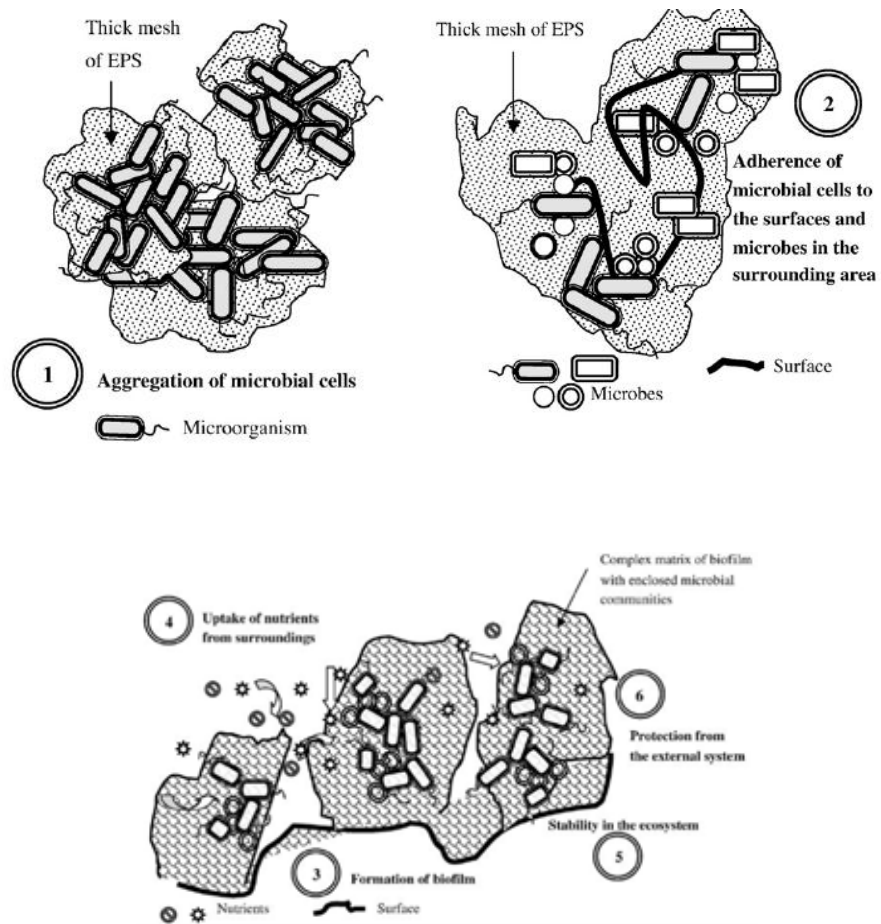 Thick mesh
of EPS
1
Aggregation of microbial cells
Microorganism
Thick mesh of EPS
2
Adherence of
microbial cells to
the surfaces and
microbes in the
surrounding area
Microbes
Surface
Complex matrix of biofilm
with enclosed microbial
communities
4
Uptake of nutrients
from surroundings
6
Protection from
the external system
Stability in the ecosystem
5
3
Formation of biofilm
Nutrients
Surface